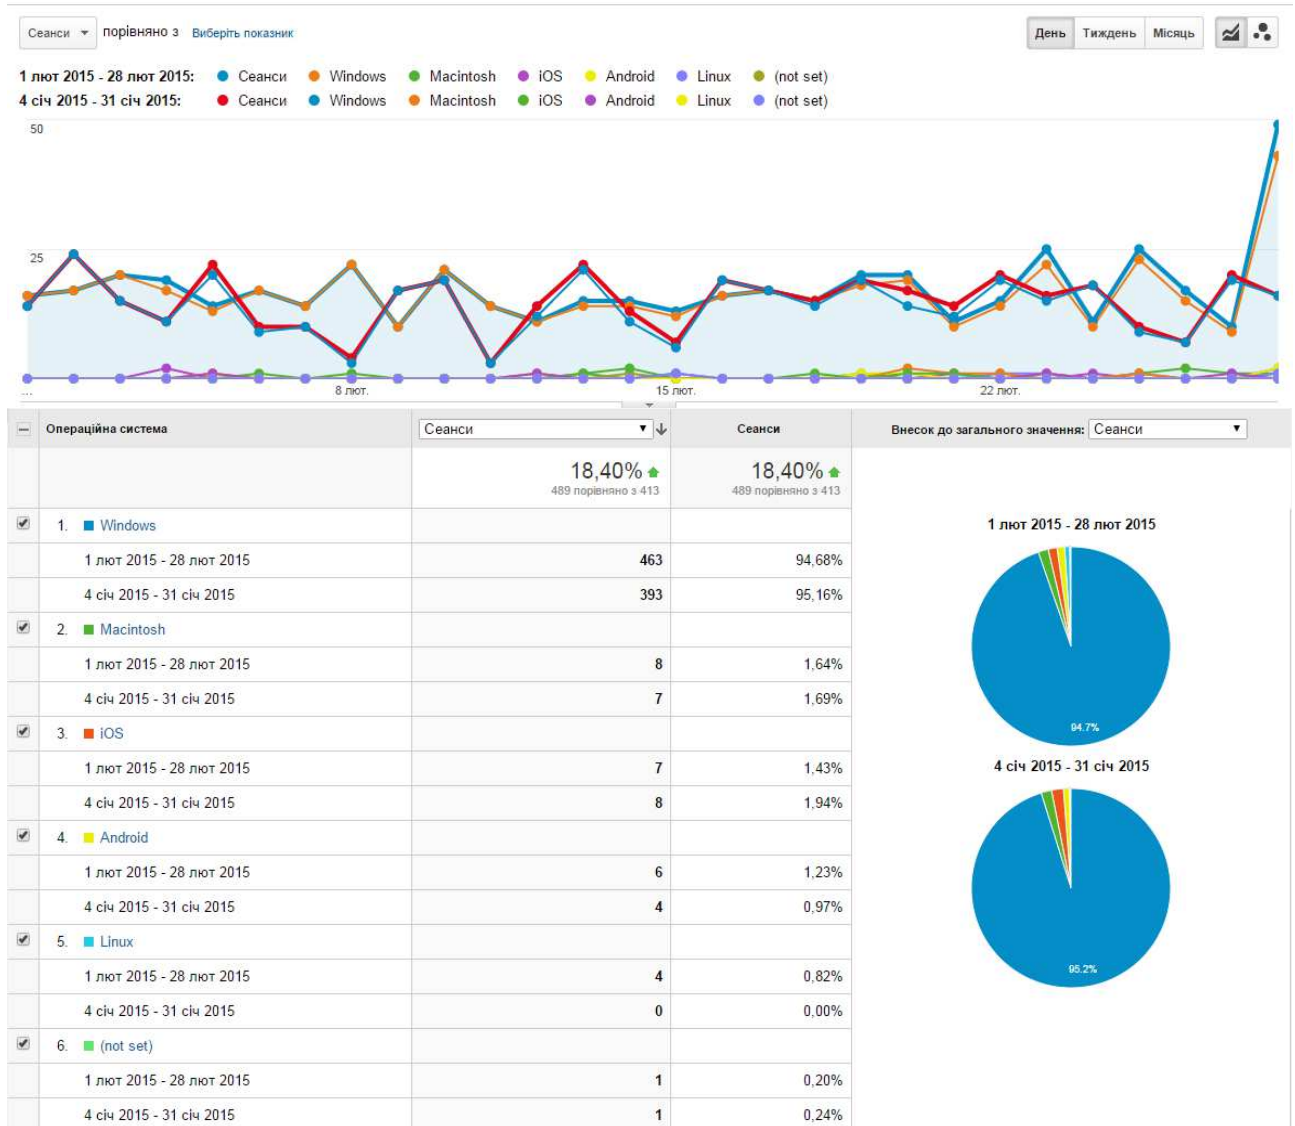 Сеанси порівняно з Виберіть показник День Тиждень Місяць
1 лют 2015 - 28 лют 2015: Сеанси Windows Macintosh iOS Android Linux (not set)
4 січ 2015 - 31 січ 2015: Сеанси Windows Macintosh iOS Android Linux (not set)
50
25
... 8 лют. 15 лют. 22 лют.
Операційна система Сеанси Сеанси Внесок до загального значення: Сеанси
18,40% 18,40%
489 порівняно з 413 489 порівняно з 413
1. Windows 1 лют 2015 - 28 лют 2015
1 лют 2015 - 28 лют 2015 463 94,68%
4 січ 2015 - 31 січ 2015 393 95,16%
2. Macintosh
1 лют 2015 - 28 лют 2015 8 1,64%
4 січ 2015 - 31 січ 2015 7 1,69%
94.7%
3. iOS
4 січ 2015 - 31 січ 2015
1 лют 2015 - 28 лют 2015 7 1,43%
4 січ 2015 - 31 січ 2015 8 1,94%
4. Android
1 лют 2015 - 28 лют 2015 6 1,23%
4 січ 2015 - 31 січ 2015 4 0,97%
5. Linux
95.2%
1 лют 2015 - 28 лют 2015 4 0,82%
4 січ 2015 - 31 січ 2015 0 0,00%
6. (not set)
1 лют 2015 - 28 лют 2015 1 0,20%
4 січ 2015 - 31 січ 2015 1 0,24%